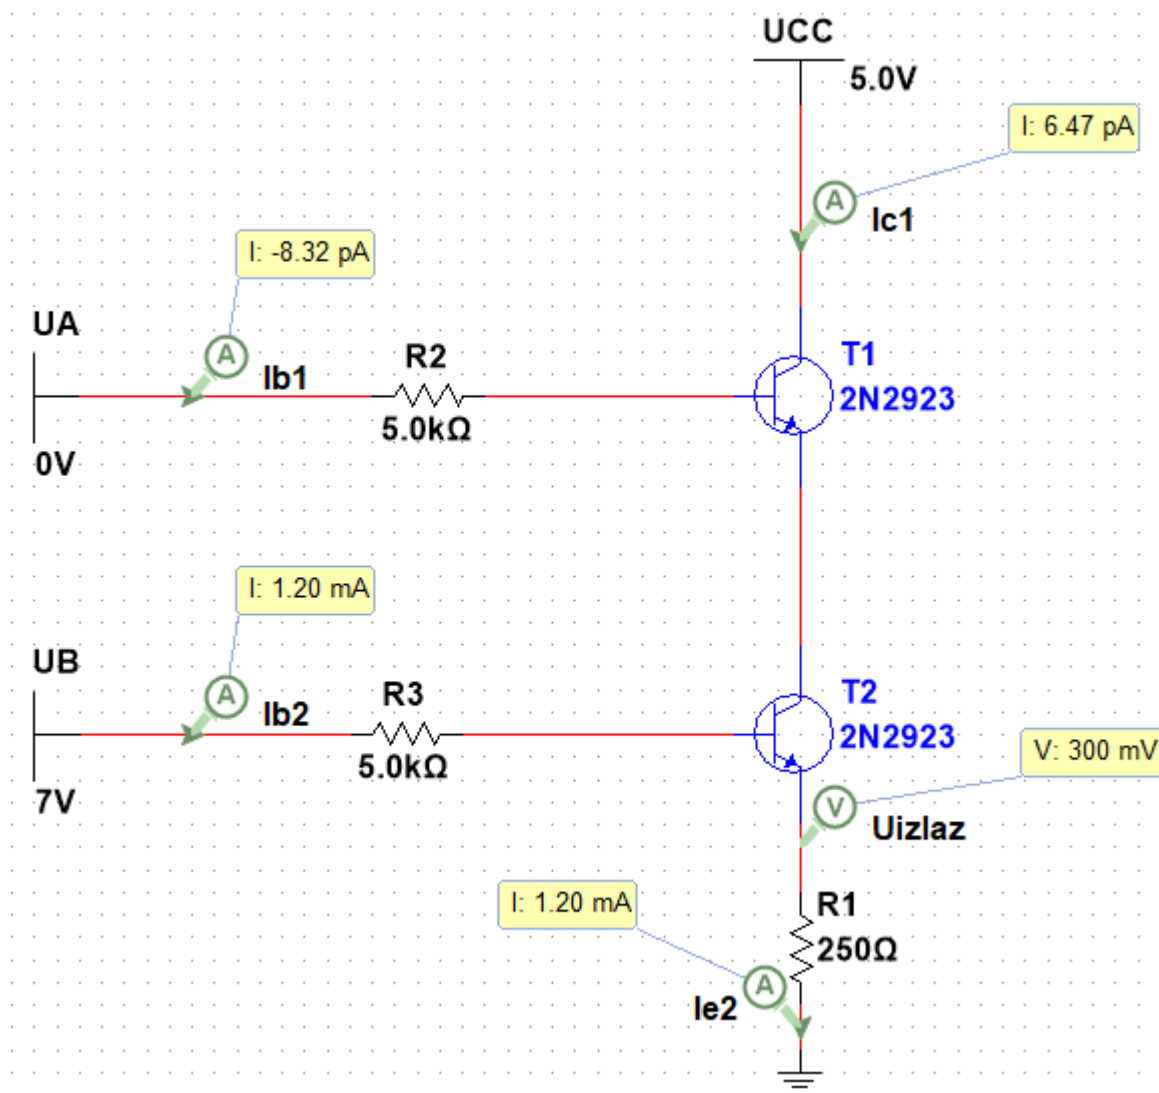 UCC
5.0V
I: 6.47 pA
A
Ic1
I: -8.32 pA
UA
A
Ib1
R2
5.0kΩ
T1
2N2923
0V
I: 1.20 mA
UB
A
Ib2
R3
5.0kΩ
T2
2N2923
7V
V: 300 mV
V
Uizlaz
I: 1.20 mA
R1
250Ω
A
Ie2